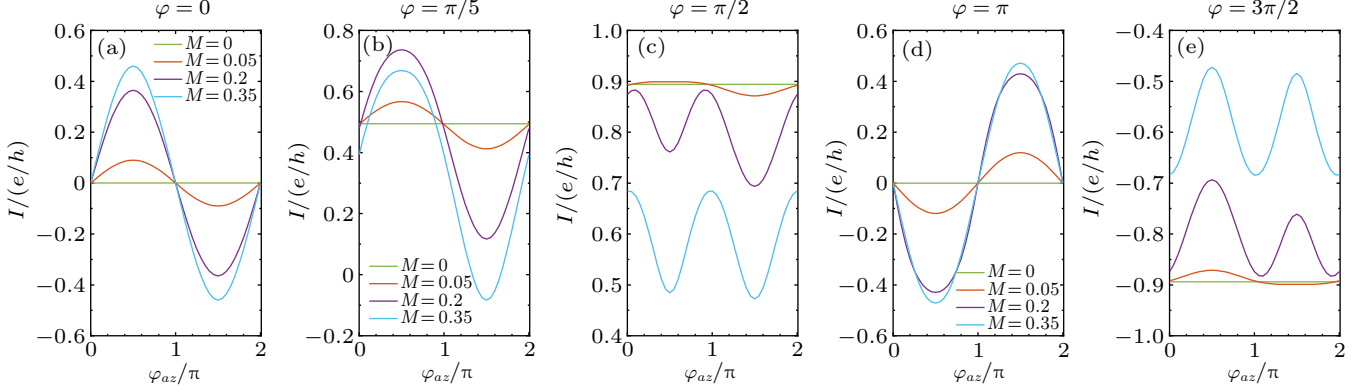 φ = 0
φ = π/5
φ = π/2
φ = π
φ = 3π/2
(a)
M = 0
M = 0.05
M = 0.2
M = 0.35
0.6
0.4
0.2
0
−0.2
−0.4
−0.6
I/(e/h)
0
1
2
φ_az/π
(b)
M = 0
M = 0.05
M = 0.2
M = 0.35
0.8
0.6
0.4
0.2
0
−0.2
I/(e/h)
0
1
2
φ_az/π
(c)
1.0
0.9
0.8
0.7
0.6
0.5
0.4
I/(e/h)
0
1
2
φ_az/π
(d)
M = 0
M = 0.05
M = 0.2
M = 0.35
0.6
0.4
0.2
0
−0.2
−0.4
−0.6
I/(e/h)
0
1
2
φ_az/π
(e)
−0.4
−0.5
−0.6
−0.7
−0.8
−0.9
−1.0
I/(e/h)
0
1
2
φ_az/π